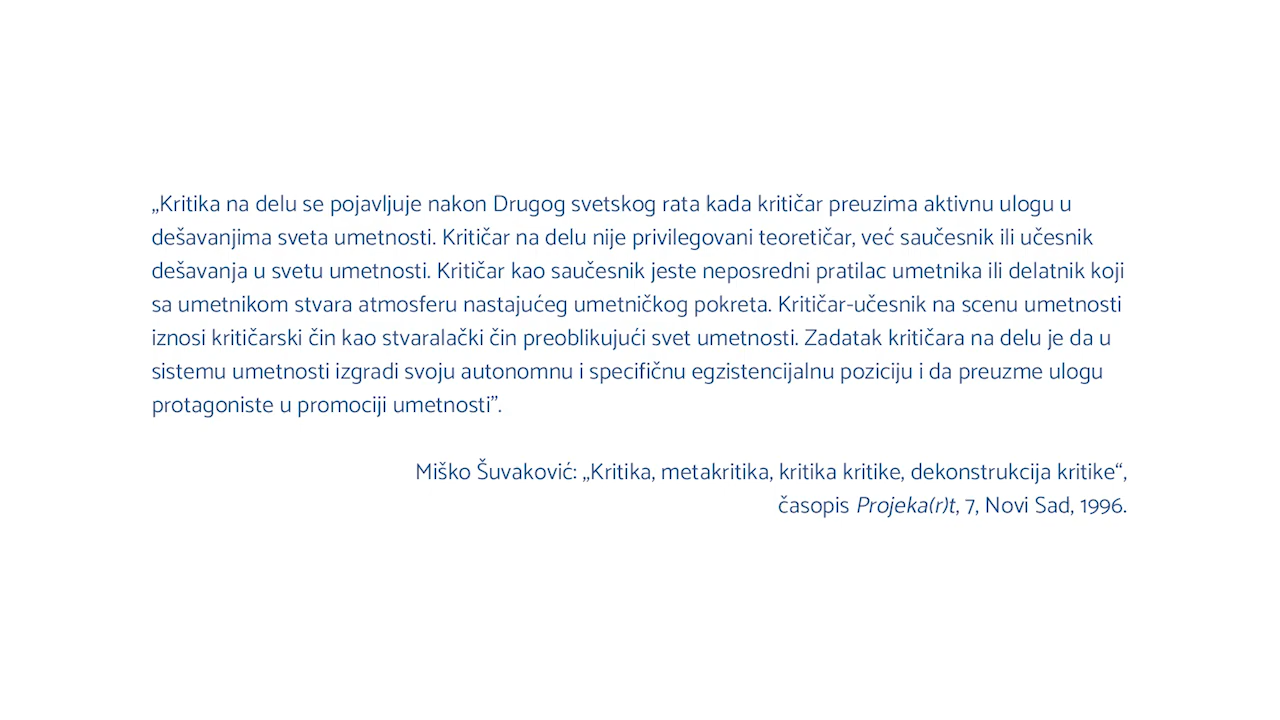 „Kritika na delu se pojavljuje nakon Drugog svetskog rata kada kritičar preuzima aktivnu ulogu u
dešavanjima sveta umetnosti. Kritičar na delu nije privilegovani teoretičar, već saučesnik ili učesnik
dešavanja u svetu umetnosti. Kritičar kao saučesnik jeste neposredni pratilac umetnika ili delatnik koji
sa umetnikom stvara atmosferu nastajućeg umetničkog pokreta. Kritičar-učesnik na scenu umetnosti
iznosi kritičarski čin kao stvaralački čin preoblikujući svet umetnosti. Zadatak kritičara na delu je da u
sistemu umetnosti izgradi svoju autonomnu i specifičnu egzistencijalnu poziciju i da preuzme ulogu
protagoniste u promociji umetnosti”.
Miško Šuvaković: „Kritika, metakritika, kritika kritike, dekonstrukcija kritike“,
časopis Projeka(r)t, 7, Novi Sad, 1996.